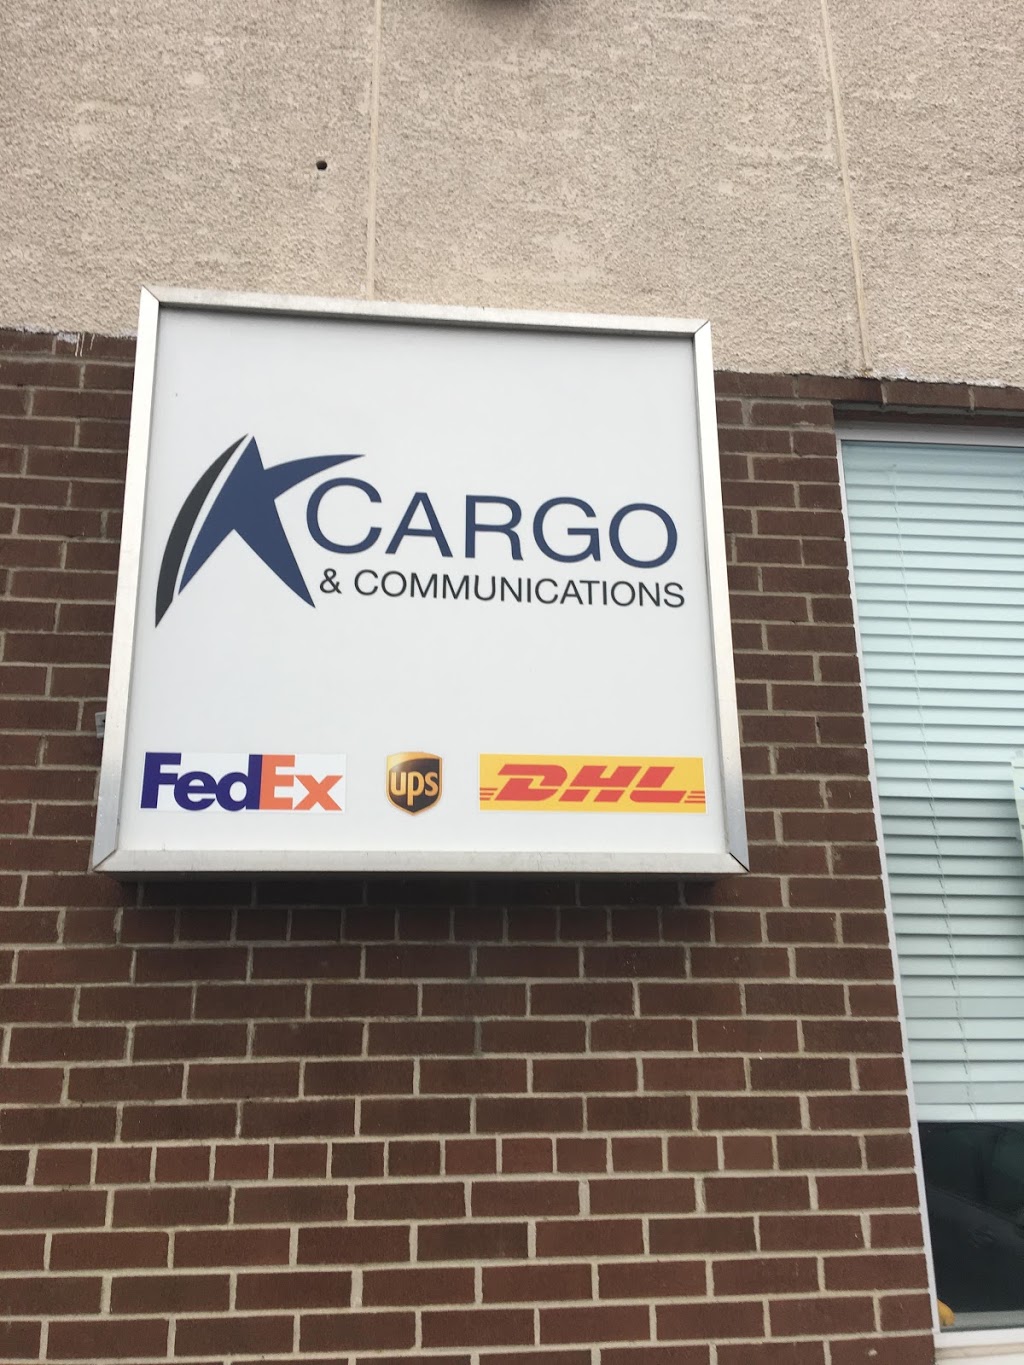 CARGO
& COMMUNICATIONS
FedEx ups DHL